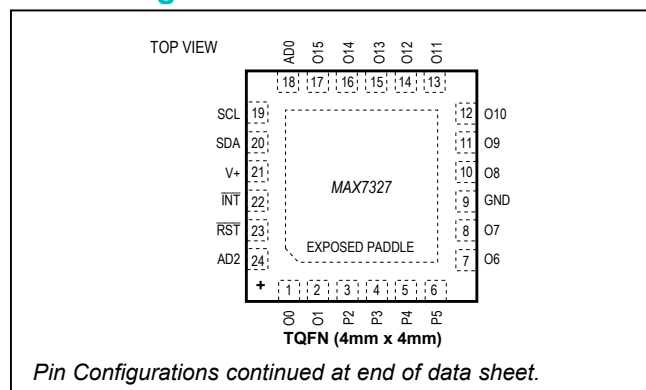 TOP VIEW
AD0 O15 O14 O13 O12 O11
18 17 16 15 14 13
SCL 19 12 O10
SDA 20 11 O9
V+ 21 10 O8
MAX7327
INT 22 9 GND
RST 23 8 O7
EXPOSED PADDLE
AD2 24 7 O6
+ 1 2 3 4 5 6
O0 O1 P2 P3 P4 P5
TQFN (4mm x 4mm)
Pin Configurations continued at end of data sheet.